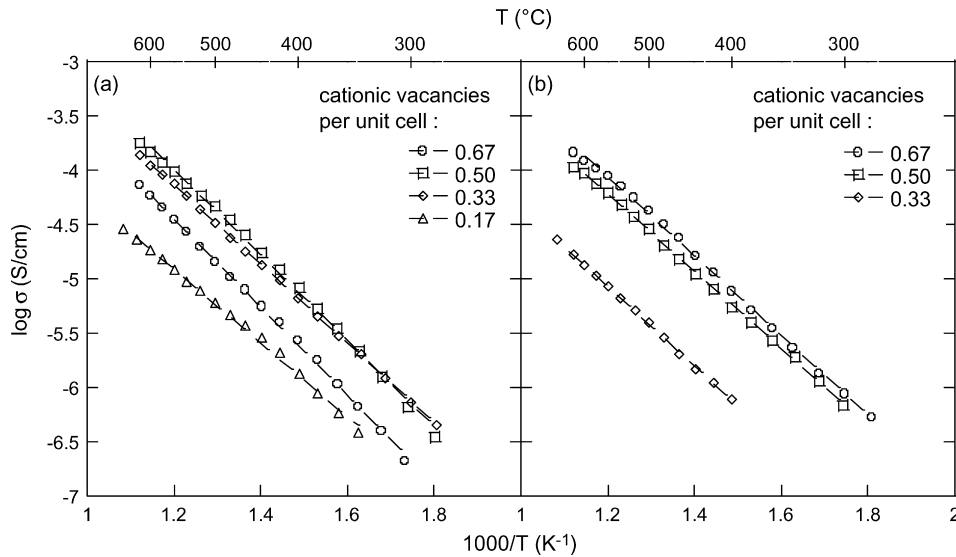 T (°C)
600 500 400 300 600 500 400 300
-3
(a) (b)
cationic vacancies
per unit cell :
0.67
0.50
0.33
0.17
cationic vacancies
per unit cell :
0.67
0.50
0.33
-3.5
-4
-4.5
-5
-5.5
-6
-6.5
-7
log σ (S/cm)
1 1.2 1.4 1.6 1.8 1 1.2 1.4 1.6 1.8 2
1000/T (K⁻¹)